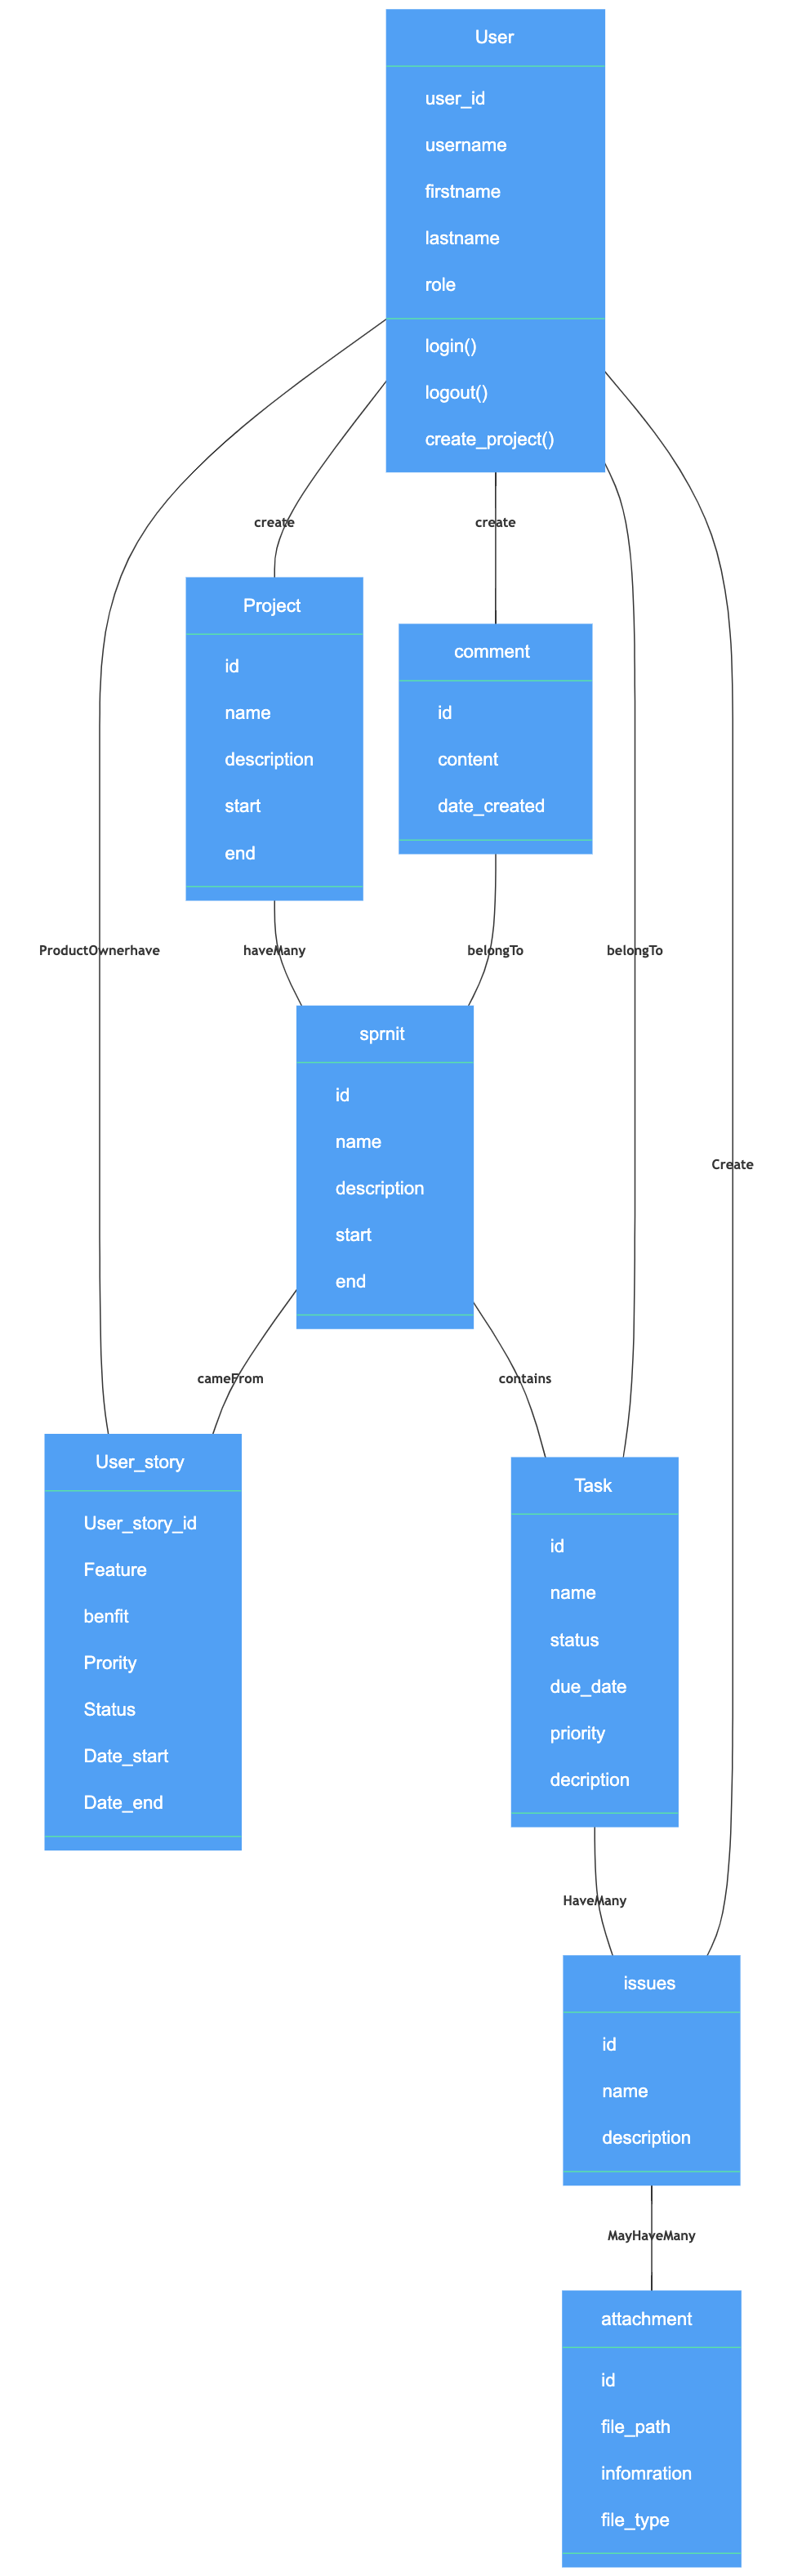 User
user_id
username
firstname
lastname
role
login()
logout()
create_project()
create
create
Project
id
name
description
start
end
comment
id
content
date_created
ProductOwnerhave
haveMany
belongTo
belongTo
sprnit
id
name
description
start
end
Create
cameFrom
contains
User_story
User_story_id
Feature
benfit
Prority
Status
Date_start
Date_end
Task
id
name
status
due_date
priority
decription
HaveMany
issues
id
name
description
MayHaveMany
attachment
id
file_path
infomration
file_type